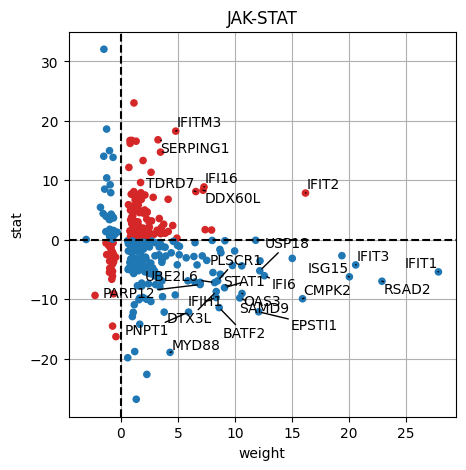 JAK-STAT
stat
30
20
10
0
−10
−20
IFITM3
SERPING1
TDRD7
IFI16
DDX60L
IFIT2
USP18
PLSCR1
IFIT3
IFIT1
ISG15
UBE2L6
STAT1
IFI6
CMPK2
RSAD2
PARP12
IFIH1
OAS3
SAMD9
DTX3L
PNPT1
EPSTI1
BATF2
MYD88
0
5
10
15
20
25
weight